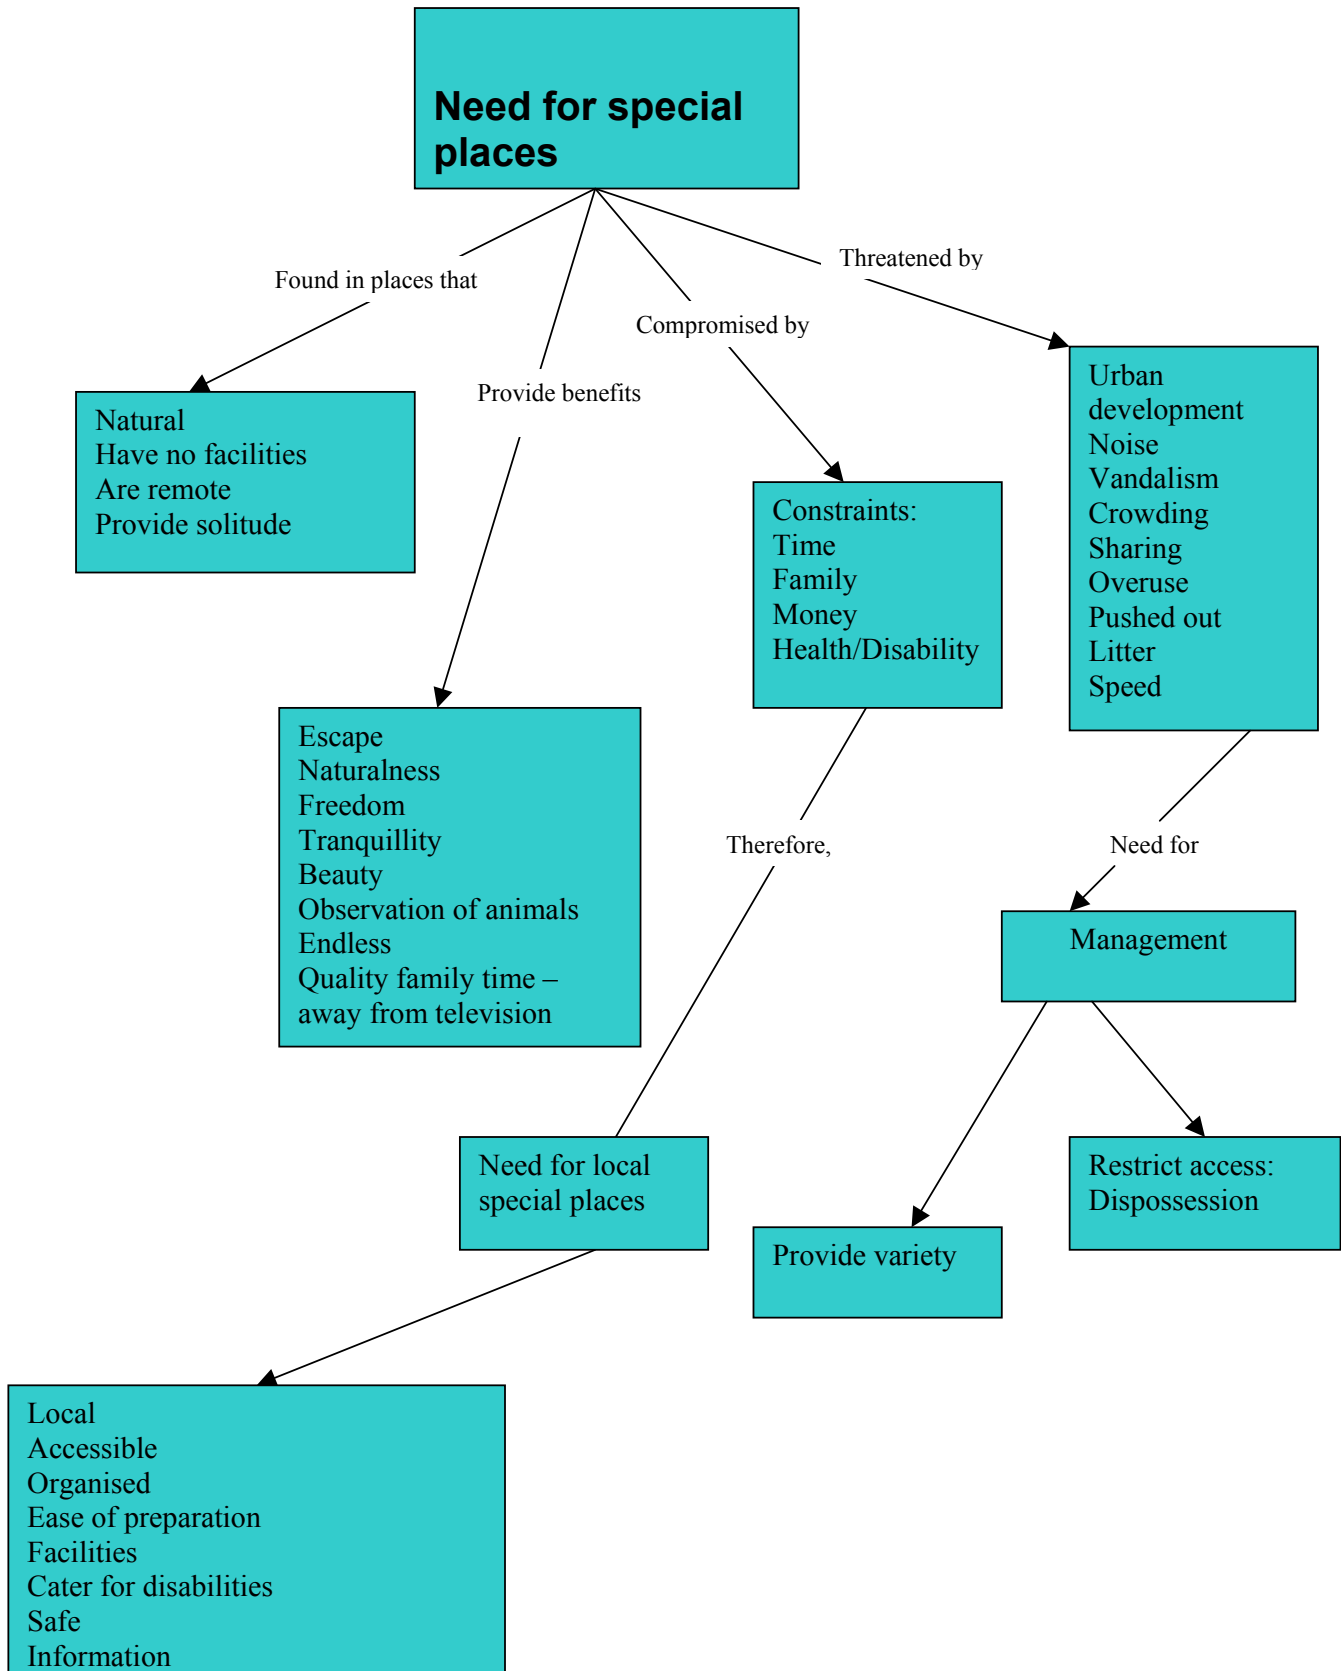 Need for special
places
Threatened by
Found in places that
Compromised by
Provide benefits
Natural
Have no facilities
Are remote
Provide solitude
Urban
development
Noise
Vandalism
Crowding
Sharing
Overuse
Pushed out
Litter
Speed
Constraints:
Time
Family
Money
Health/Disability
Escape
Naturalness
Freedom
Tranquillity
Beauty
Observation of animals
Endless
Quality family time –
away from television
Therefore,
Need for
Management
Need for local
special places
Restrict access:
Dispossession
Provide variety
Local
Accessible
Organised
Ease of preparation
Facilities
Cater for disabilities
Safe
Information